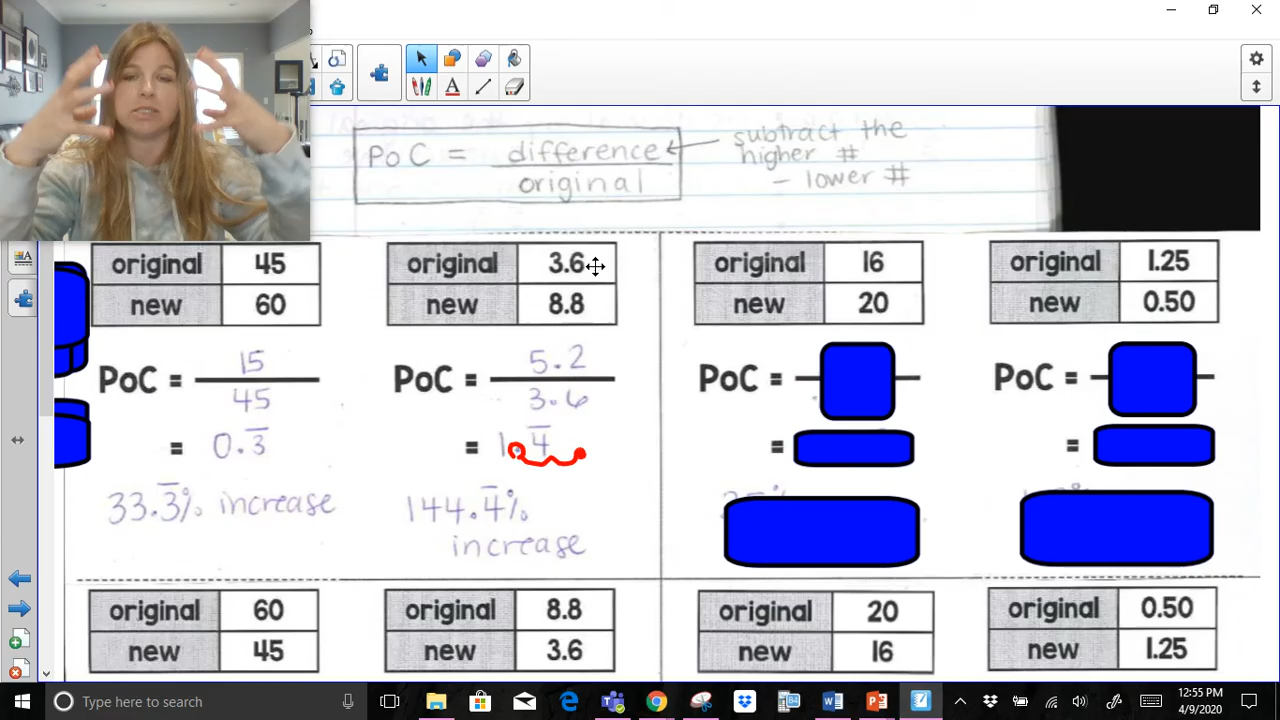 PoC = difference
original
subtract the
higher #
- lower #
original 45
new 60
PoC = 15
45
= 0.3̅
33.3̅% increase
original 3.6
new 8.8
PoC = 5.2
3.6
= 1.4̅
144.4̅%
increase
original 16
new 20
PoC =
=
original 1.25
new 0.50
PoC =
=
original 60
new 45
original 8.8
new 3.6
original 20
new 16
original 0.50
new 1.25
Type here to search
12:55 PM
4/9/2020